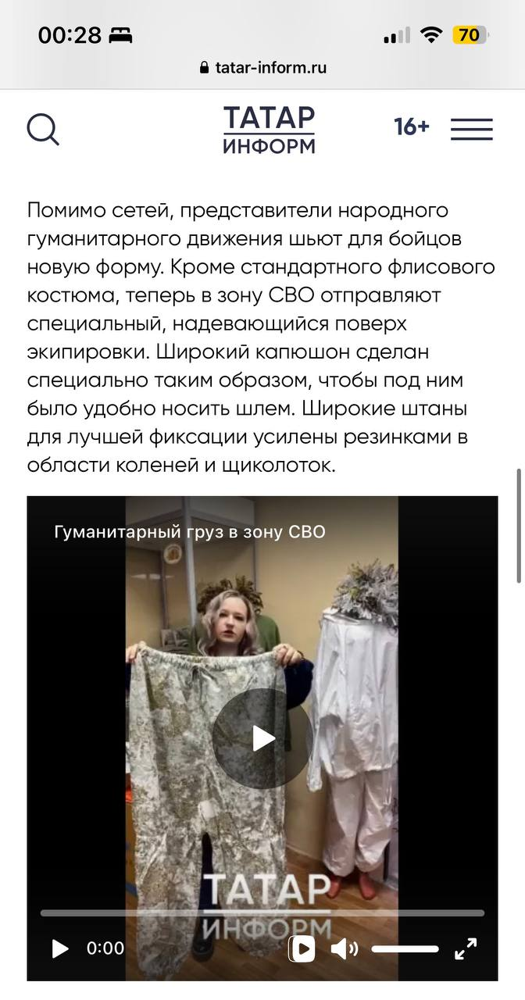 00:28
70
tatar-inform.ru
ТАТАР
ИНФОРМ
16+
Помимо сетей, представители народного
гуманитарного движения шьют для бойцов
новую форму. Кроме стандартного флисового
костюма, теперь в зону СВО отправляют
специальный, надевающийся поверх
экипировки. Широкий капюшон сделан
специально таким образом, чтобы под ним
было удобно носить шлем. Широкие штаны
для лучшей фиксации усилены резинками в
области коленей и щиколоток.
Гуманитарный груз в зону СВО
ТАТАР
ИНФОРМ
0:00